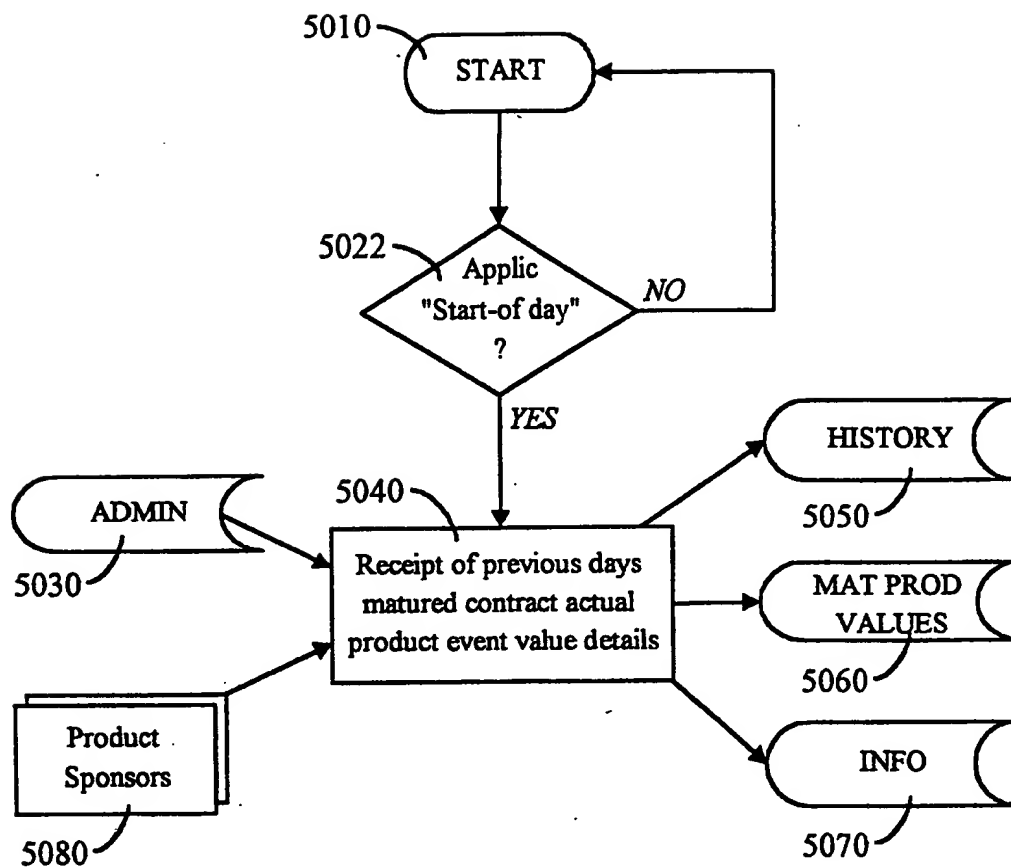 5010
START
5022
Applic
"Start-of day"
?
NO
YES
HISTORY
5050
ADMIN
5030
5040
Receipt of previous days
matured contract actual
product event value details
MAT PROD
VALUES
5060
Product
Sponsors
5080
INFO
5070